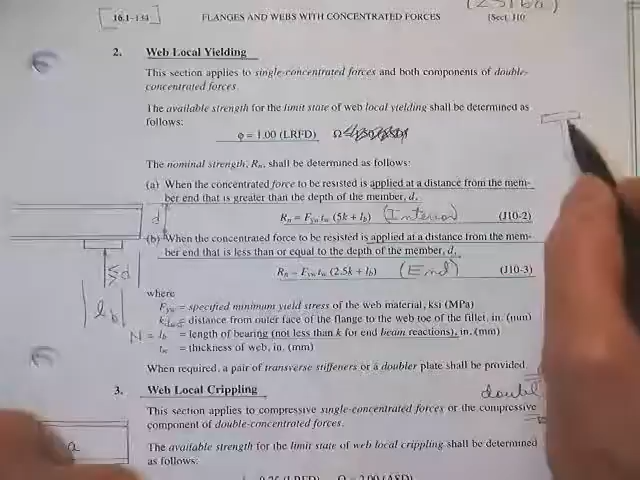 (2316a)
16.1–134
FLANGES AND WEBS WITH CONCENTRATED FORCES
[Sect. J10.
2. Web Local Yielding
This section applies to single-concentrated forces and both components of double-
concentrated forces.
The available strength for the limit state of web local yielding shall be determined as
follows:
φ = 1.00 (LRFD) Ω
The nominal strength, Rn, shall be determined as follows:
(a) When the concentrated force to be resisted is applied at a distance from the mem-
ber end that is greater than the depth of the member, d,
d
Rn = Fyw tw (5k + lb) (Interior) (J10-2)
(b) When the concentrated force to be resisted is applied at a distance from the mem-
ber end that is less than or equal to the depth of the member, d,
≤d
Rn = Fyw tw (2.5k + lb) (End) (J10-3)
where
|lb|
Fyw = specified minimum yield stress of the web material, ksi (MPa)
kdes = distance from outer face of the flange to the web toe of the fillet, in. (mm)
N = lb = length of bearing (not less than k for end beam reactions), in. (mm)
tw = thickness of web, in. (mm)
When required, a pair of transverse stiffeners or a doubler plate shall be provided.
3. Web Local Crippling
doubl
This section applies to compressive single-concentrated forces or the compressive
component of double-concentrated forces.
a
The available strength for the limit state of web local crippling shall be determined
as follows:
(LRFD) Ω = 2.00 (ASD)